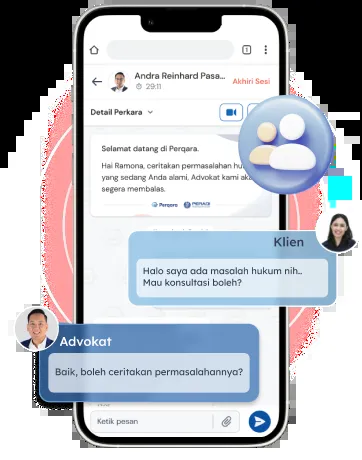 1
Andra Reinhard Pasa...
29:11
Akhiri Sesi
Detail Perkara
Selamat datang di Perqara.
Hai Ramona, ceritakan permasalahan hu
yang sedang Anda alami, Advokat kami ak
segera membalas.
Perqara
PERADI
Klien
Halo saya ada masalah hukum nih..
Mau konsultasi boleh?
Advokat
Baik, boleh ceritakan permasalahannya?
Ketik pesan